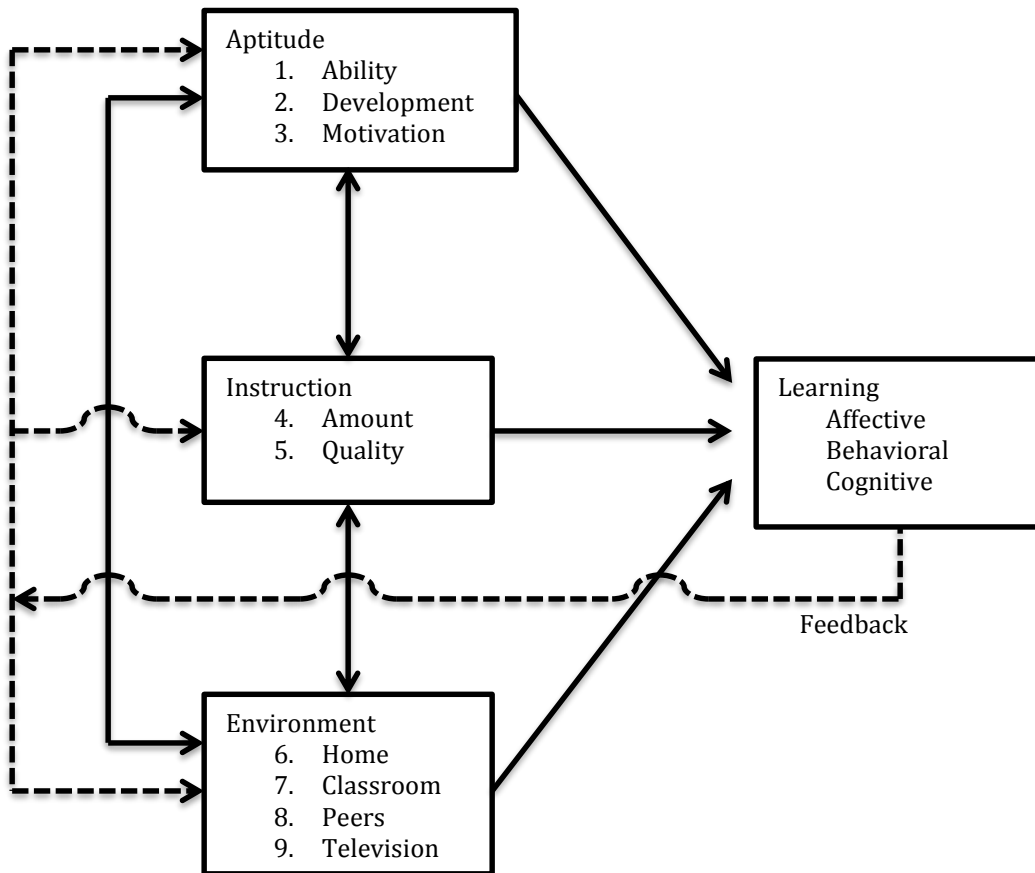 Aptitude
1. Ability
2. Development
3. Motivation
Instruction
4. Amount
5. Quality
Learning
Affective
Behavioral
Cognitive
Feedback
Environment
6. Home
7. Classroom
8. Peers
9. Television